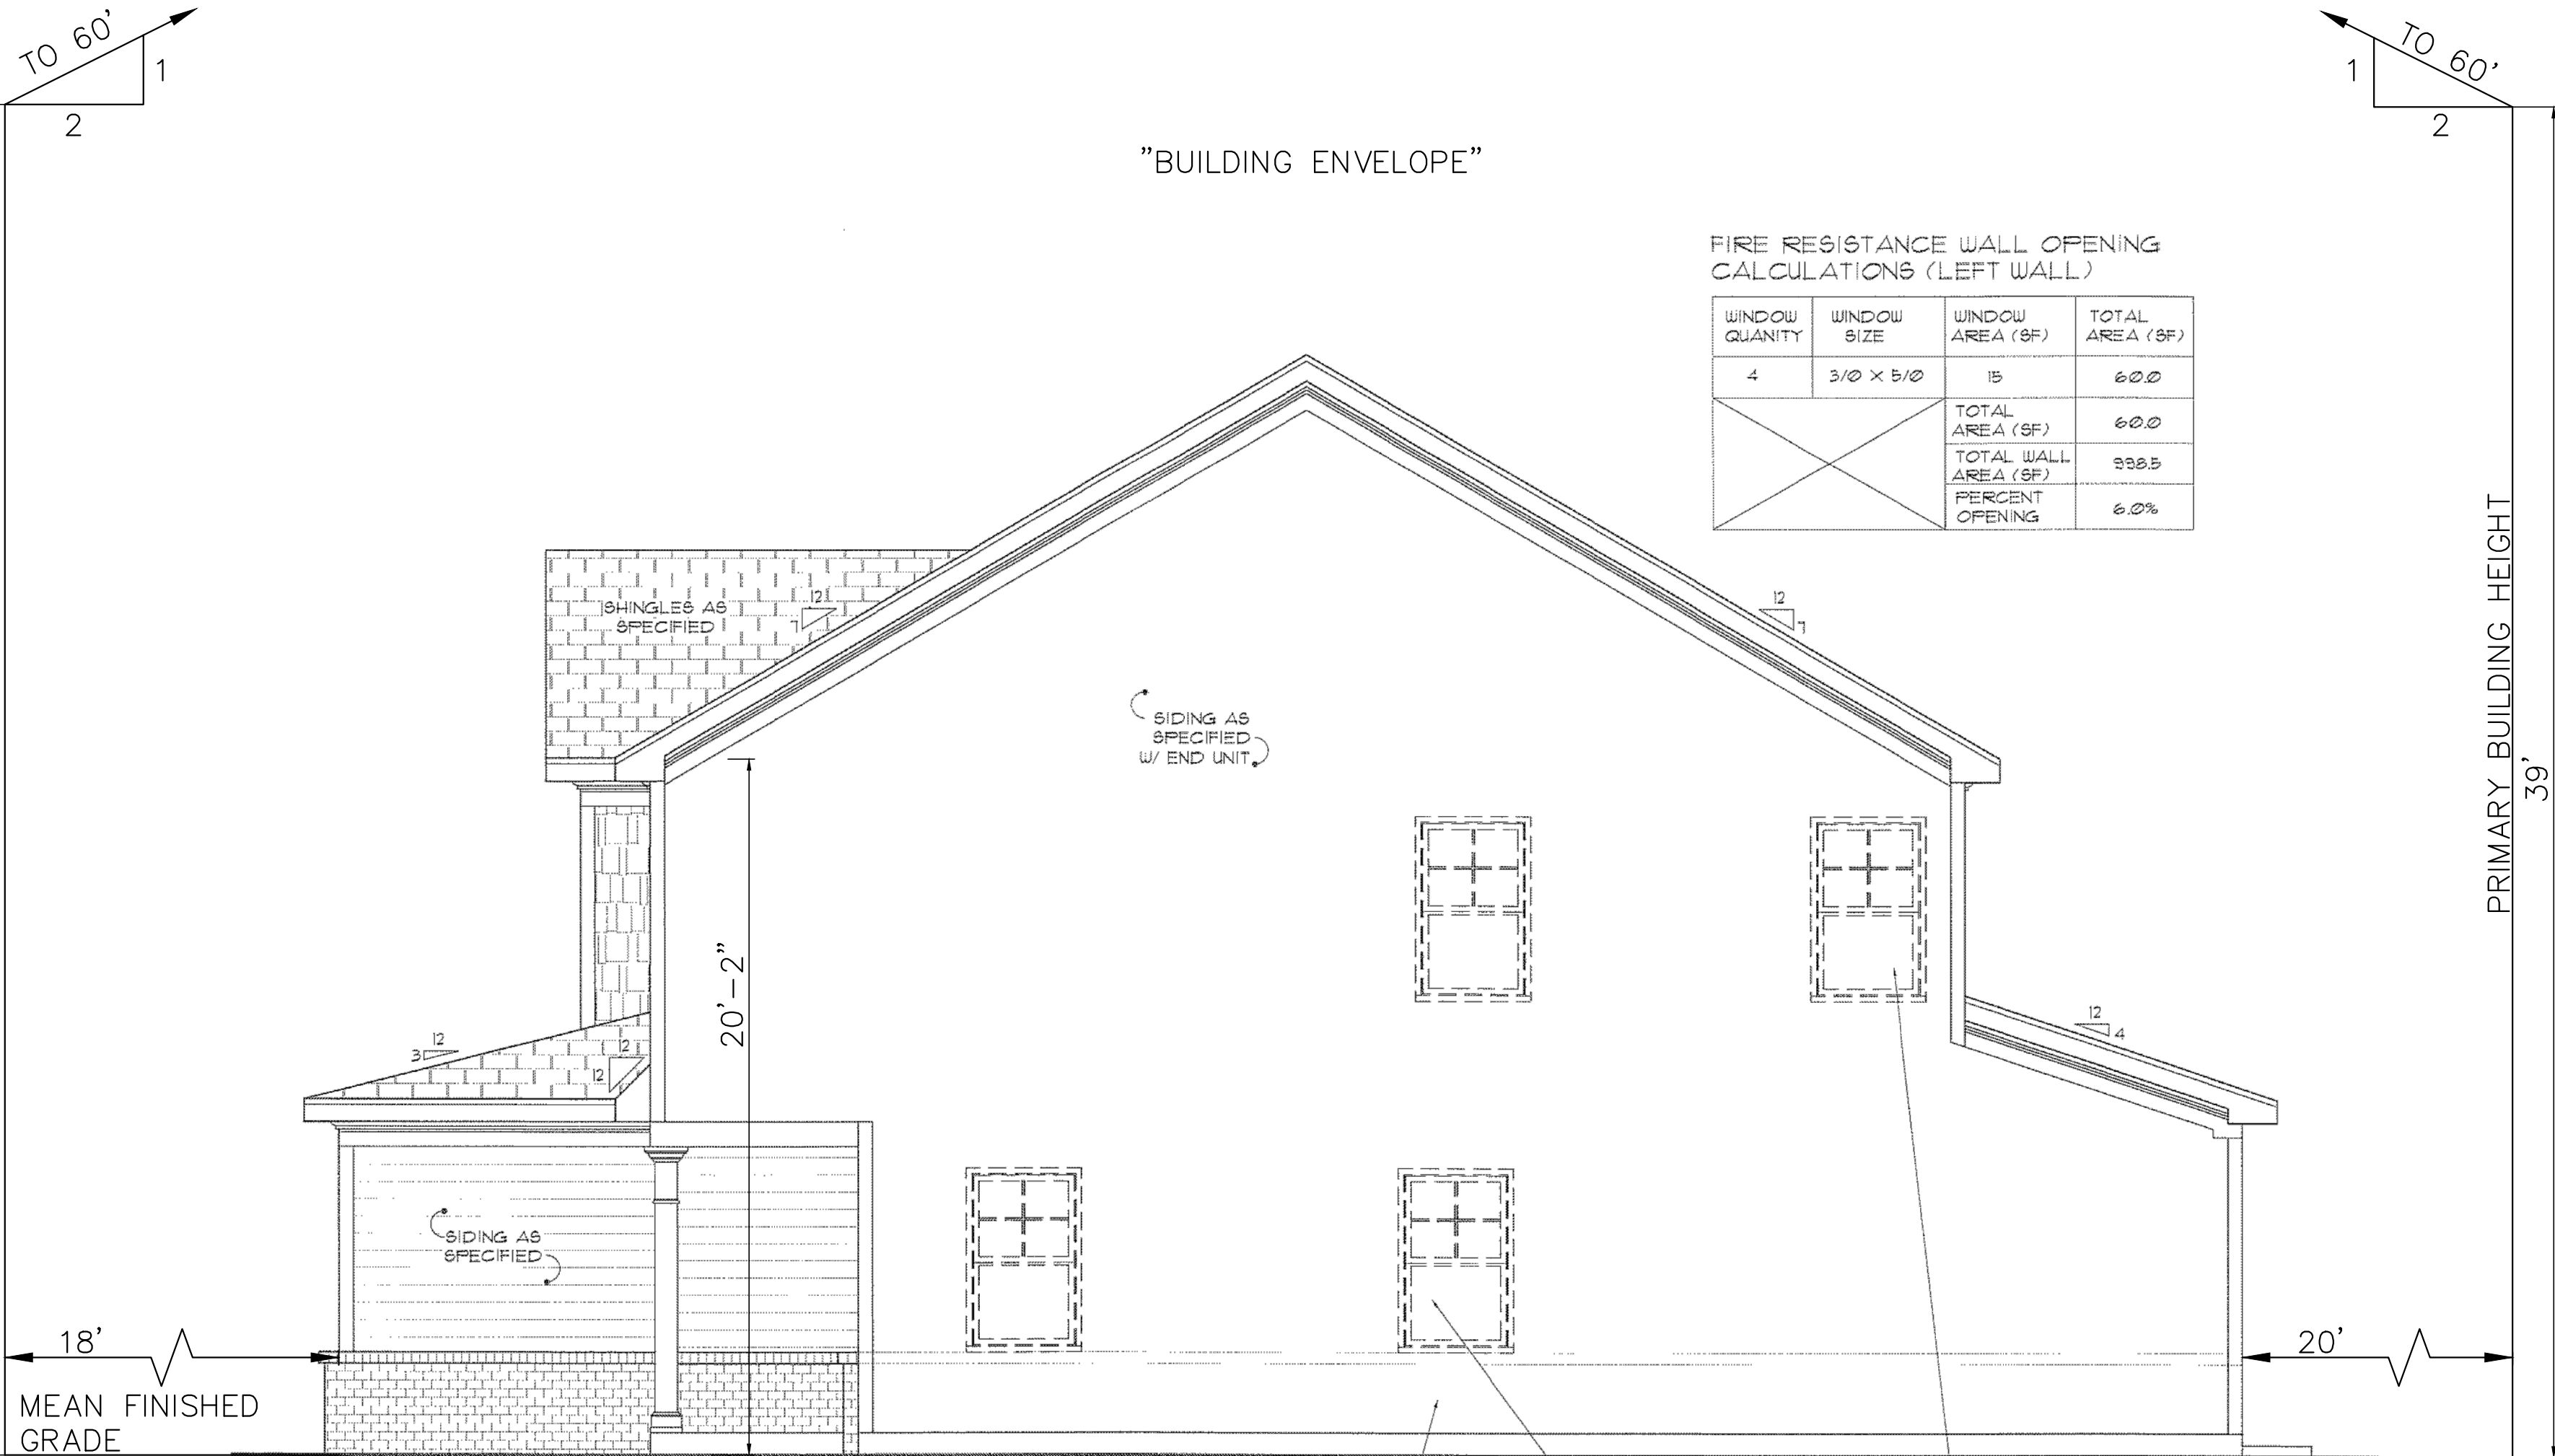 TO 60'
1
2
TO 60'
1
2
"BUILDING ENVELOPE"
FIRE RESISTANCE WALL OPENING
CALCULATIONS (LEFT WALL)
WINDOW QUANITY
WINDOW SIZE
WINDOW AREA (SF)
TOTAL AREA (SF)
4
3/0 X 5/0
15
60.0
TOTAL AREA (SF)
60.0
TOTAL WALL AREA (SF)
998.5
PERCENT OPENING
6.0%
SHINGLES AS
SPECIFIED
12
7
12
7
SIDING AS
SPECIFIED
W/ END UNIT
PRIMARY BUILDING HEIGHT
39'
20'-2"
12
3
12
12
12
4
SIDING AS
SPECIFIED
18'
20'
MEAN FINISHED
GRADE